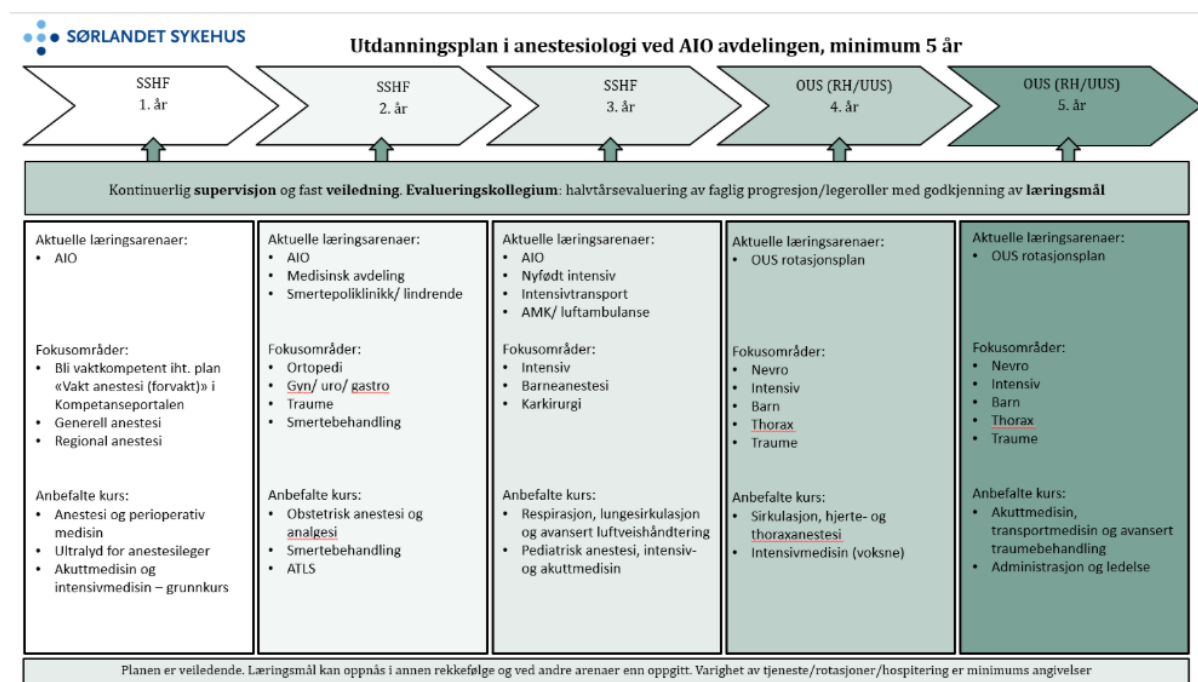 SØRLANDET SYKEHUS
Utdanningsplan i anestesiologi ved AIO avdelingen, minimum 5 år
SSHF
1. år
SSHF
2. år
SSHF
3. år
OUS (RH/UUS)
4. år
OUS (RH/UUS)
5. år
Kontinuerlig supervisjon og fast veiledning. Evalueringskollegium: halvtårsevaluering av faglig progresjon/legeroller med godkjenning av læringsmål
Aktuelle læringsarenaer:
• AIO
Fokusområder:
• Bli vaktkompetent iht. plan
«Vakt anestesi (forvakt)» i
Kompetanseportalen
• Generell anestesi
• Regional anestesi
Anbefalte kurs:
• Anestesi og perioperativ
medisin
• Ultralyd for anestesileger
• Akuttmedisin og
intensivmedisin – grunnkurs
Aktuelle læringsarenaer:
• AIO
• Medisinsk avdeling
• Smertepoliklinikk/ lindrende
Fokusområder:
• Ortopedi
• Gyn/ uro/ gastro
• Traume
• Smertebehandling
Anbefalte kurs:
• Obstetrisk anestesi og
analgesi
• Smertebehandling
• ATLS
Aktuelle læringsarenaer:
• AIO
• Nyfødt intensiv
• Intensivtransport
• AMK/ luftambulanse
Fokusområder:
• Intensiv
• Barneanestesi
• Karkirurgi
Anbefalte kurs:
• Respirasjon, lungesirkulasjon
og avansert luftveishåndtering
• Pediatrisk anestesi, intensiv-
og akuttmedisin
Aktuelle læringsarenaer:
• OUS rotasjonsplan
Fokusområder:
• Nevro
• Intensiv
• Barn
• Thorax
• Traume
Anbefalte kurs:
• Sirkulasjon, hjerte- og
thoraxanestesi
• Intensivmedisin (voksne)
Aktuelle læringsarenaer:
• OUS rotasjonsplan
Fokusområder:
• Nevro
• Intensiv
• Barn
• Thorax
• Traume
Anbefalte kurs:
• Akuttmedisin,
transportmedisin og avansert
traumebehandling
• Administrasjon og ledelse
Planen er veiledende. Læringsmål kan oppnås i annen rekkefølge og ved andre arenaer enn oppgitt. Varighet av tjeneste/rotasjoner/hospitering er minimums angivelser